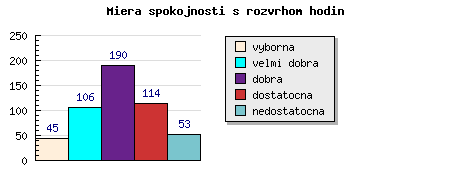 Miera spokojnosti s rozvrhom hodin
250
200
150
100
50
0
45
106
190
114
53
vyborna
velmi dobra
dobra
dostatocna
nedostatocna